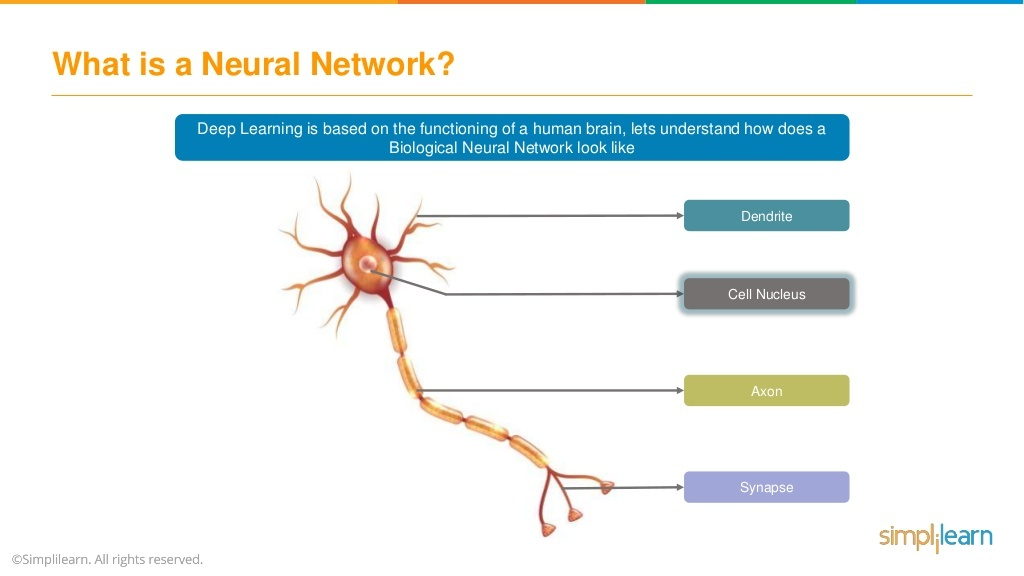 What is a Neural Network?
Deep Learning is based on the functioning of a human brain, lets understand how does a
Biological Neural Network look like
Dendrite
Cell Nucleus
Axon
Synapse
simplilearn
©Simplilearn. All rights reserved.